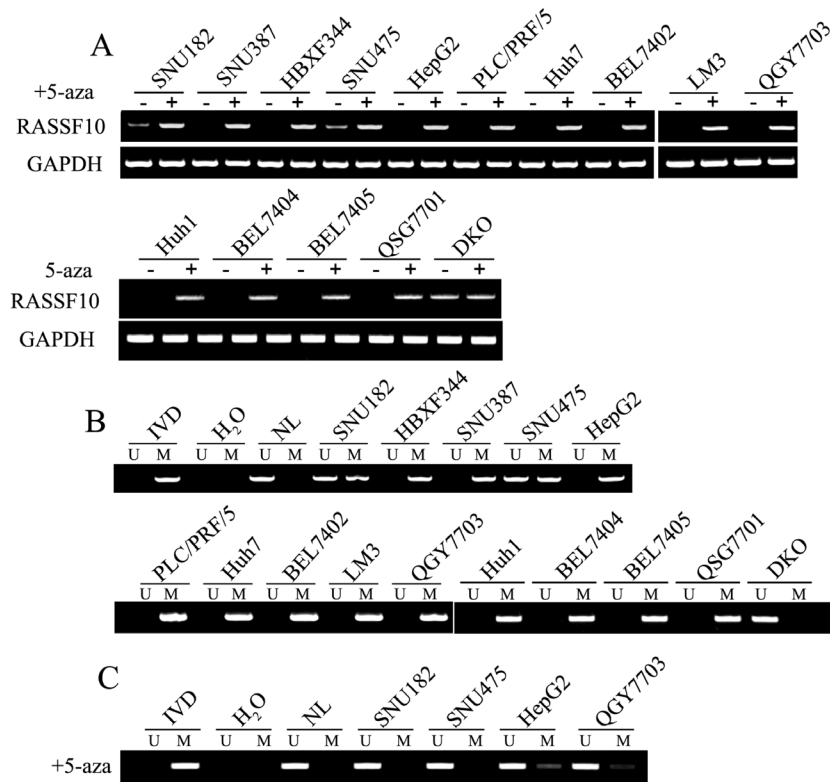 A
SNU182 SNU387 HBXF344 SNU475 HepG2 PLC/PRF/5 Huh7 BEL7402 LM3 QGY7703
+5-aza - + - + - + - + - + - + - + - + - + - +
RASSF10
GAPDH
Huh1 BEL7404 BEL7405 QSG7701 DKO
5-aza - + - + - + - + - +
RASSF10
GAPDH
B
IVD H₂O NL SNU182 HBXF344 SNU387 SNU475 HepG2
U M U M U M U M U M U M U M U M
PLC/PRF/5 Huh7 BEL7402 LM3 QGY7703 Huh1 BEL7404 BEL7405 QSG7701 DKO
U M U M U M U M U M U M U M U M U M U M
C
IVD H₂O NL SNU182 SNU475 HepG2 QGY7703
U M U M U M U M U M U M U M
+5-aza